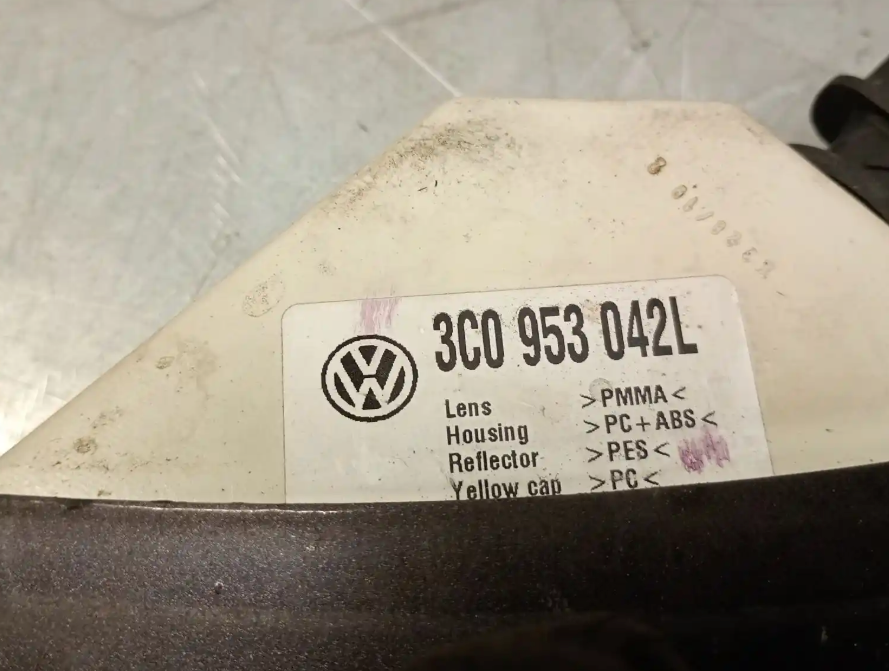 3C0 953 042L
Lens >PMMA<
Housing >PC+ABS<
Reflector >PES<
Yellow cap >PC<